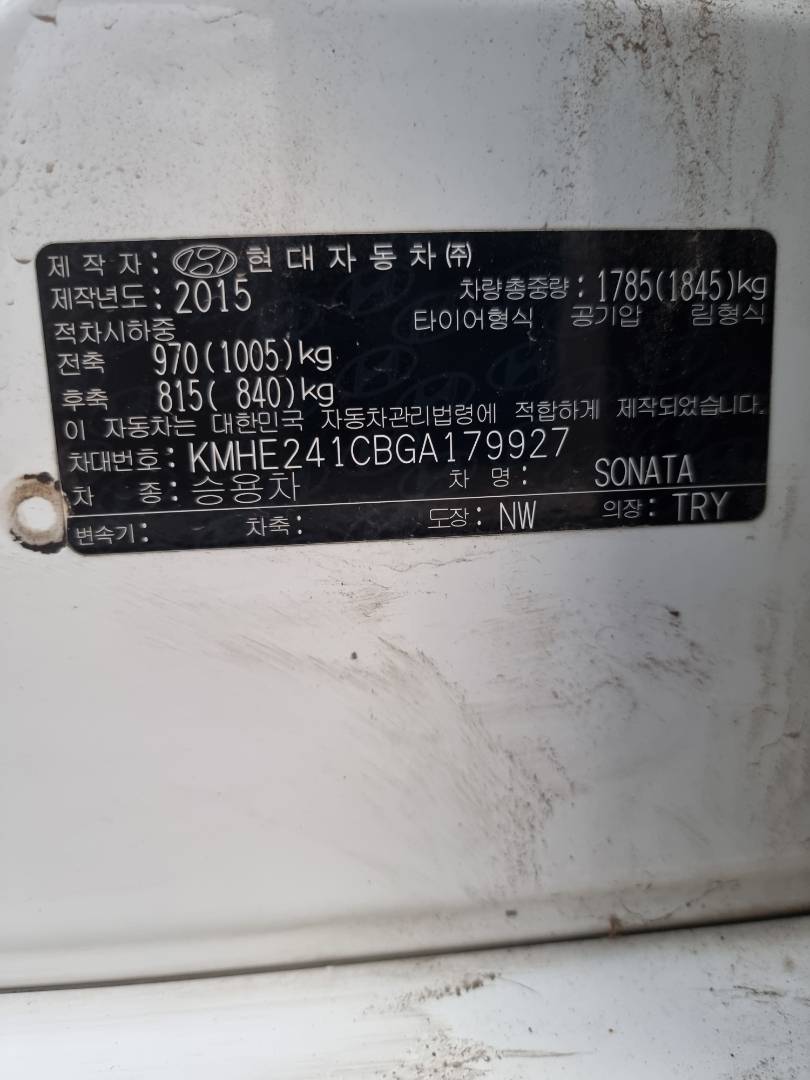 제 작 자 : 현 대 자 동 차 ㈜
제작년도 : 2015 차량총중량 : 1785(1845)kg
적차시하중 타이어형식 공기압 림형식
전축 970(1005)kg
후축 815( 840)kg
이 자동차는 대한민국 자동차관리법령에 적합하게 제작되었습니다.
차대번호 : KMHE241CBGA179927
차 종 : 승용차 차 명 : SONATA
변속기 : 차축 : 도장 : NW 의장 : TRY